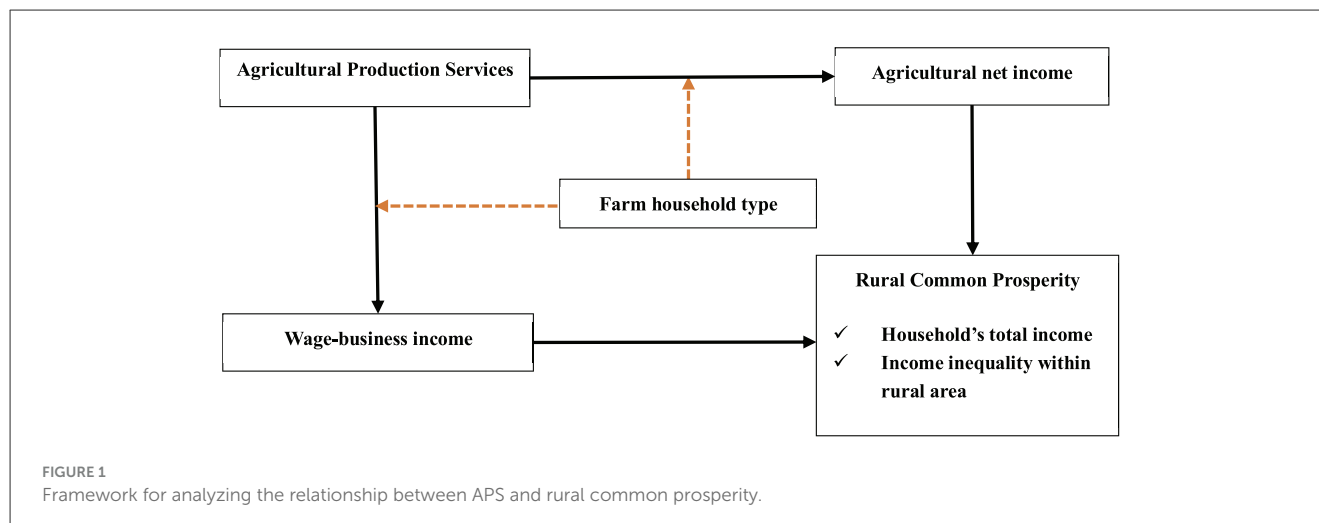 Agricultural Production Services
Agricultural net income
Farm household type
Rural Common Prosperity
✓ Household’s total income
✓ Income inequality within
rural area
Wage-business income
FIGURE 1
Framework for analyzing the relationship between APS and rural common prosperity.